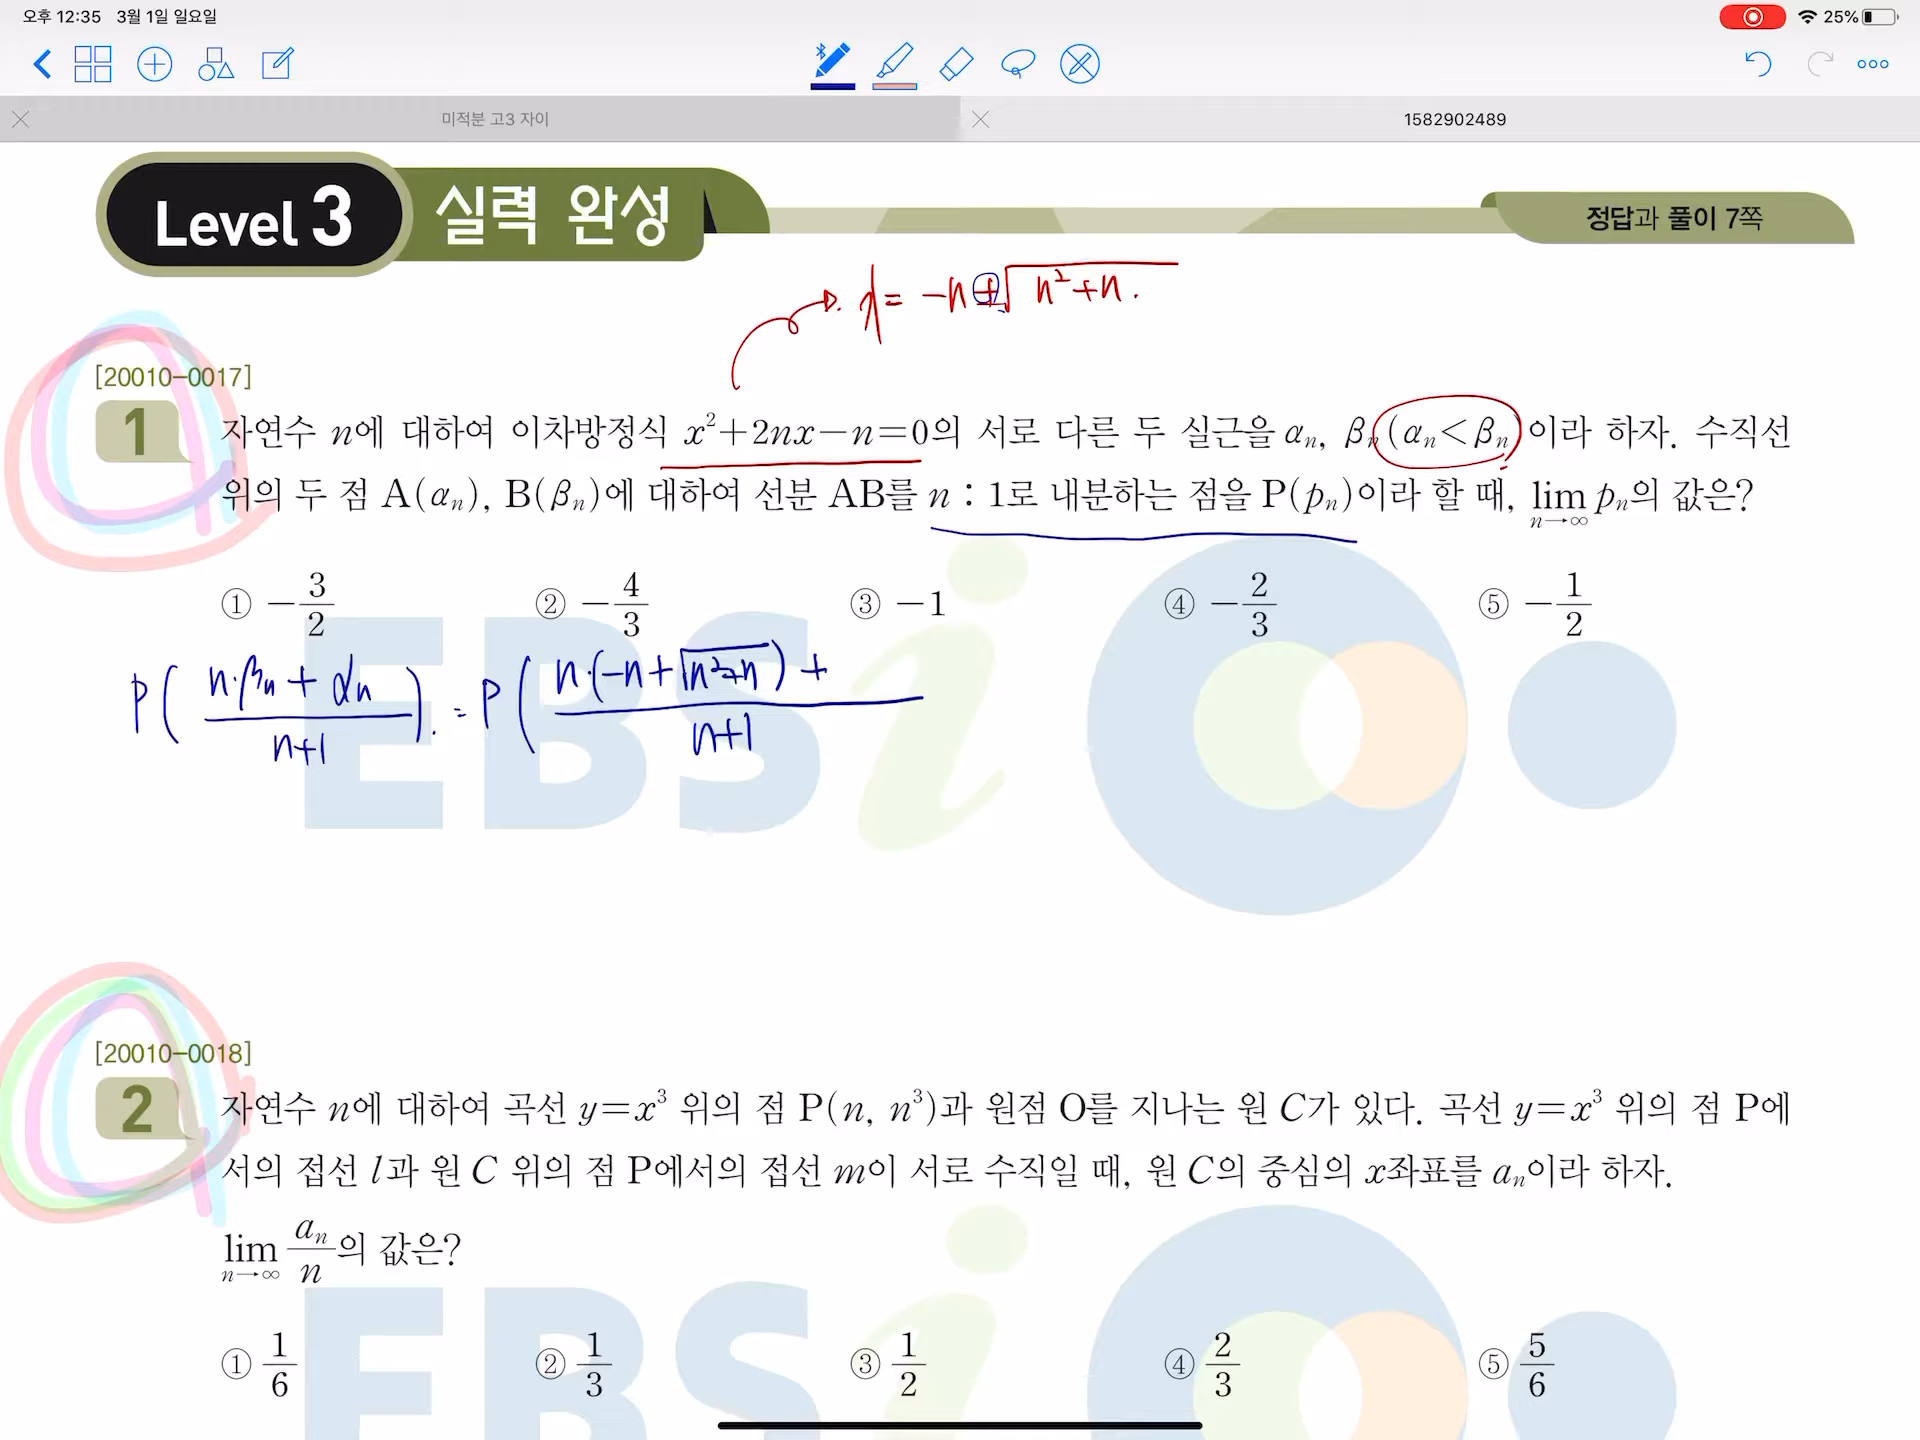 오후 12:35 3월 1일 일요일 25%
미적분 고3 자이 1582902489
Level 3 실력 완성 정답과 풀이 7쪽
x = -n ± √(n²+n).
[20010-0017]
1 자연수 n에 대하여 이차방정식 x²+2nx-n=0의 서로 다른 두 실근을 αₙ, βₙ(αₙ<βₙ)이라 하자. 수직선
위의 두 점 A(αₙ), B(βₙ)에 대하여 선분 AB를 n : 1로 내분하는 점을 P(pₙ)이라 할 때, lim n→∞ pₙ의 값은?
① -3/2 ② -4/3 ③ -1 ④ -2/3 ⑤ -1/2
P( (n·βₙ + αₙ)/(n+1) ). = P( (n·(-n+√(n²+n)) + )/(n+1)
EBSi
[20010-0018]
2 자연수 n에 대하여 곡선 y=x³ 위의 점 P(n, n³)과 원점 O를 지나는 원 C가 있다. 곡선 y=x³ 위의 점 P에
서의 접선 l과 원 C 위의 점 P에서의 접선 m이 서로 수직일 때, 원 C의 중심의 x좌표를 aₙ이라 하자.
lim n→∞ aₙ/n의 값은?
① 1/6 ② 1/3 ③ 1/2 ④ 2/3 ⑤ 5/6
EBSi